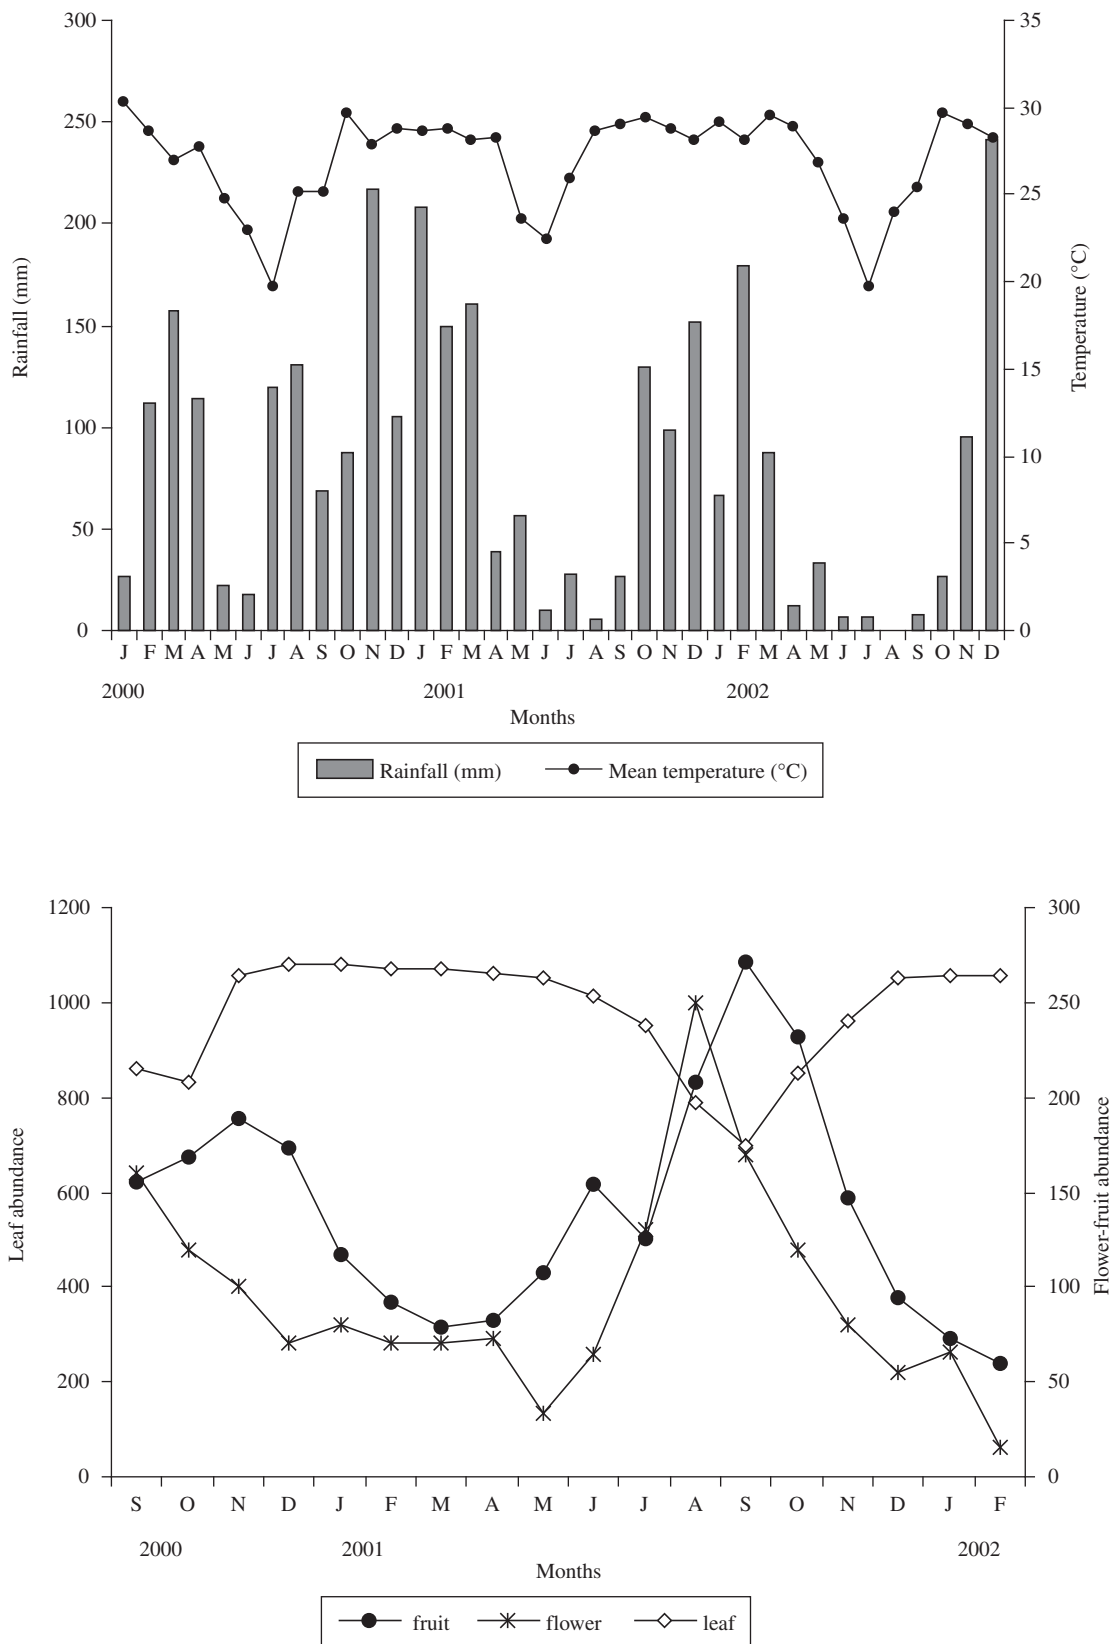 300
250
200
150
100
50
0
Rainfall (mm)
35
30
25
20
15
10
5
0
Temperature (°C)
J F M A M J J A S O N D J F M A M J J A S O N D J F M A M J J A S O N D
2000 2001 2002
Months
Rainfall (mm) Mean temperature (°C)
1200
1000
800
600
400
200
0
Leaf abundance
300
250
200
150
100
50
0
Flower-fruit abundance
S O N D J F M A M J J A S O N D J F
2000 2001 2002
Months
fruit flower leaf